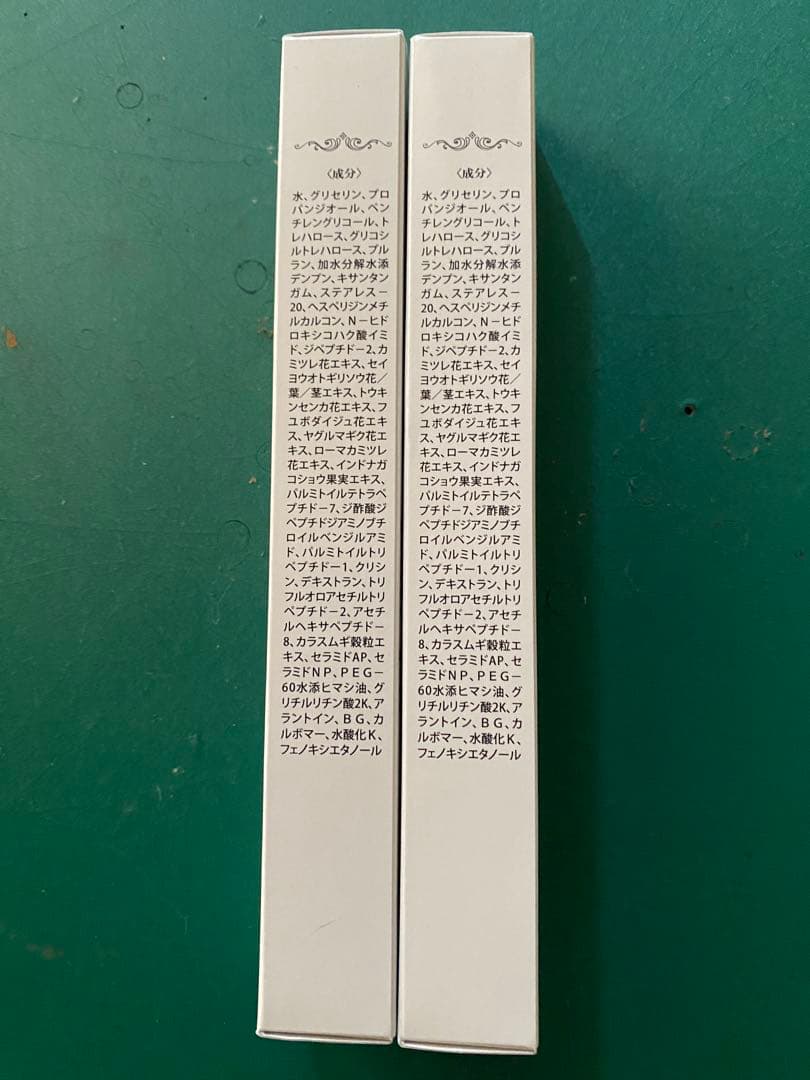 〈成分〉
水、グリセリン、プロ
パンジオール、ペン
チレングリコール、ト
レハロース、グリコシ
ルトレハロース、プル
ラン、加水分解水添
デンプン、キサンタン
ガム、ステアレス－
20、ヘスペリジンメチ
ルカルコン、N－ヒド
ロキシコハク酸イミ
ド、ジペプチド－2、カ
ミツレ花エキス、セイ
ヨウオトギリソウ花／
葉／茎エキス、トウキ
ンセンカ花エキス、フ
ユボダイジュ花エキ
ス、ヤグルマギク花エ
キス、ローマカミツレ
花エキス、インドナガ
コショウ果実エキス、
パルミトイルテトラペ
プチド－7、ジ酢酸ジ
ペプチドジアミノブチ
ロイルベンジルアミ
ド、パルミトイルトリ
ペプチド－1、クリシ
ン、デキストラン、トリ
フルオロアセチルトリ
ペプチド－2、アセチ
ルヘキサペプチド－
8、カラスムギ穀粒エ
キス、セラミドAP、セ
ラミドNP、PEG－
60水添ヒマシ油、グ
リチルリチン酸2K、ア
ラントイン、BG、カ
ルボマー、水酸化K、
フェノキシエタノール
〈成分〉
水、グリセリン、プロ
パンジオール、ペン
チレングリコール、ト
レハロース、グリコシ
ルトレハロース、プル
ラン、加水分解水添
デンプン、キサンタン
ガム、ステアレス－
20、ヘスペリジンメチ
ルカルコン、N－ヒド
ロキシコハク酸イミ
ド、ジペプチド－2、カ
ミツレ花エキス、セイ
ヨウオトギリソウ花／
葉／茎エキス、トウキ
ンセンカ花エキス、フ
ユボダイジュ花エキ
ス、ヤグルマギク花エ
キス、ローマカミツレ
花エキス、インドナガ
コショウ果実エキス、
パルミトイルテトラペ
プチド－7、ジ酢酸ジ
ペプチドジアミノブチ
ロイルベンジルアミ
ド、パルミトイルトリ
ペプチド－1、クリシ
ン、デキストラン、トリ
フルオロアセチルトリ
ペプチド－2、アセチ
ルヘキサペプチド－
8、カラスムギ穀粒エ
キス、セラミドAP、セ
ラミドNP、PEG－
60水添ヒマシ油、グ
リチルリチン酸2K、ア
ラントイン、BG、カ
ルボマー、水酸化K、
フェノキシエタノール